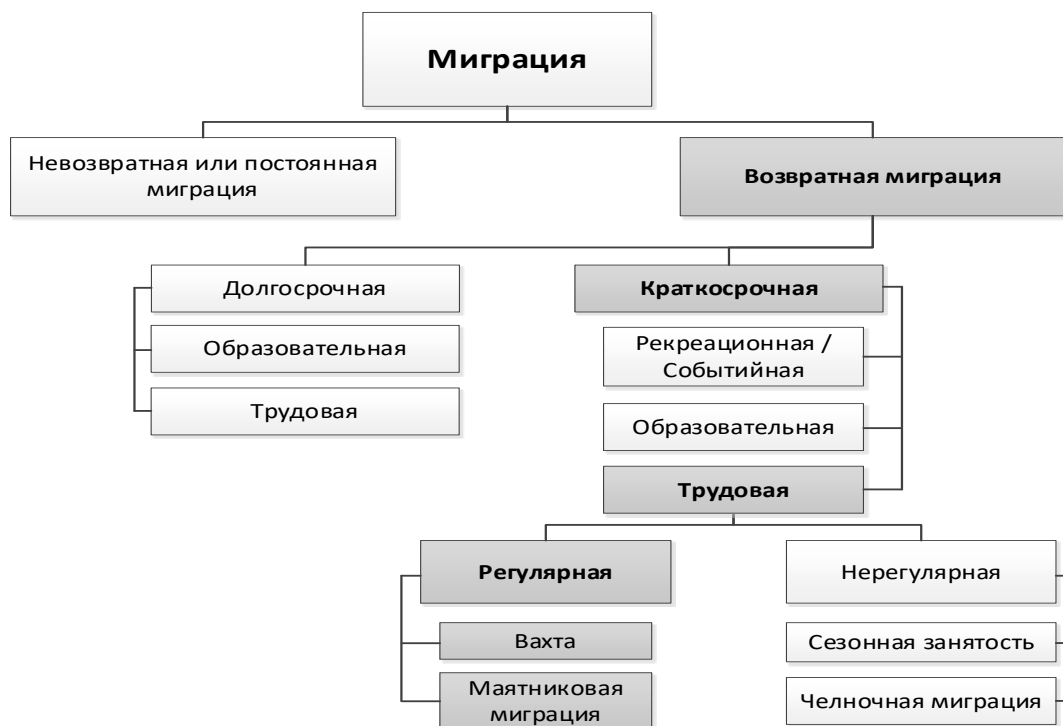 Миграция
Невозвратная или постоянная
миграция
Возвратная миграция
Долгосрочная
Образовательная
Трудовая
Краткосрочная
Рекреационная /
Событийная
Образовательная
Трудовая
Регулярная
Вахта
Маятниковая
миграция
Нерегулярная
Сезонная занятость
Челночная миграция